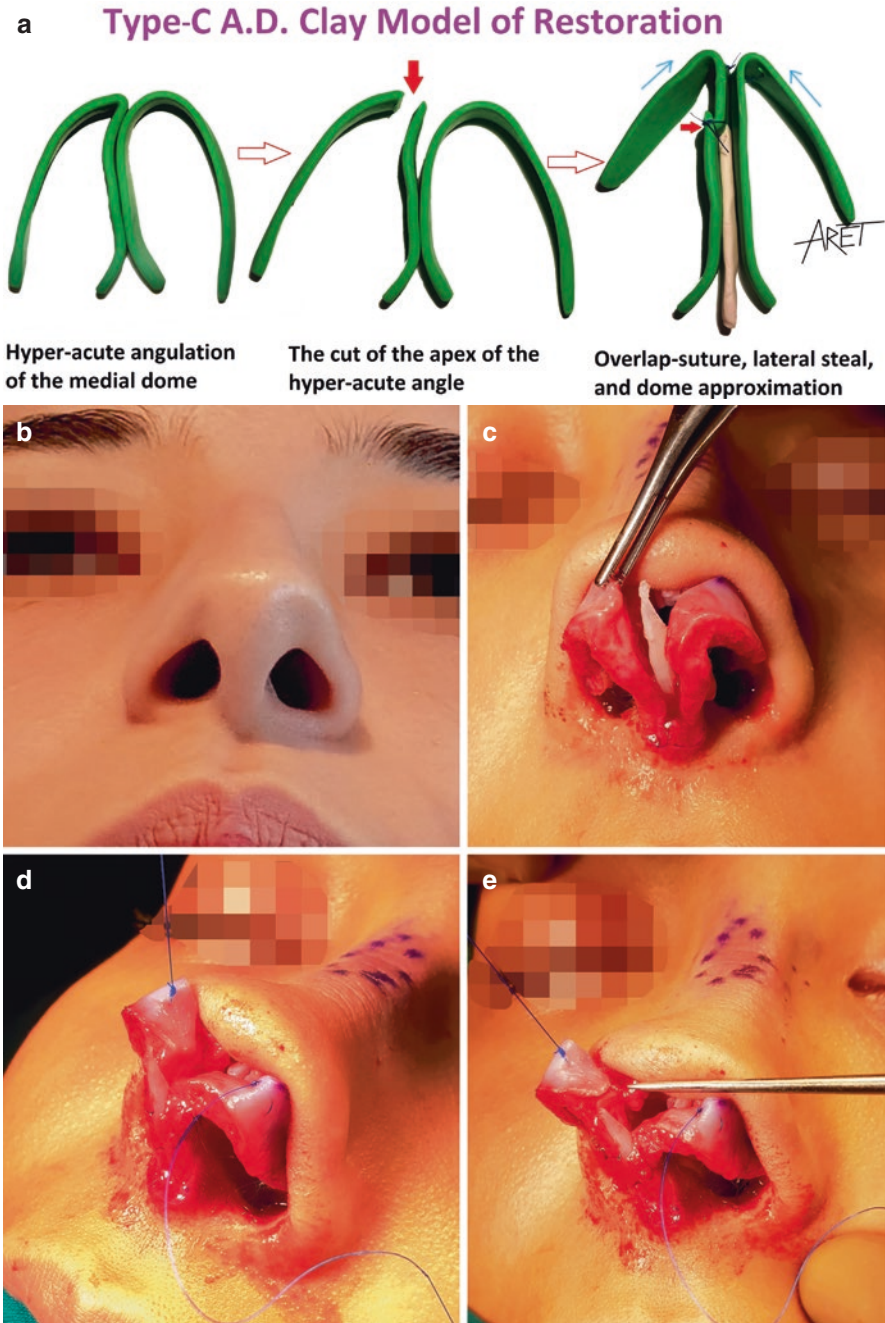 a
Type-C A.D. Clay Model of Restoration
ARET
Hyper-acute angulation
of the medial dome
The cut of the apex of the
hyper-acute angle
Overlap-suture, lateral steal,
and dome approximation
b
c
d
e